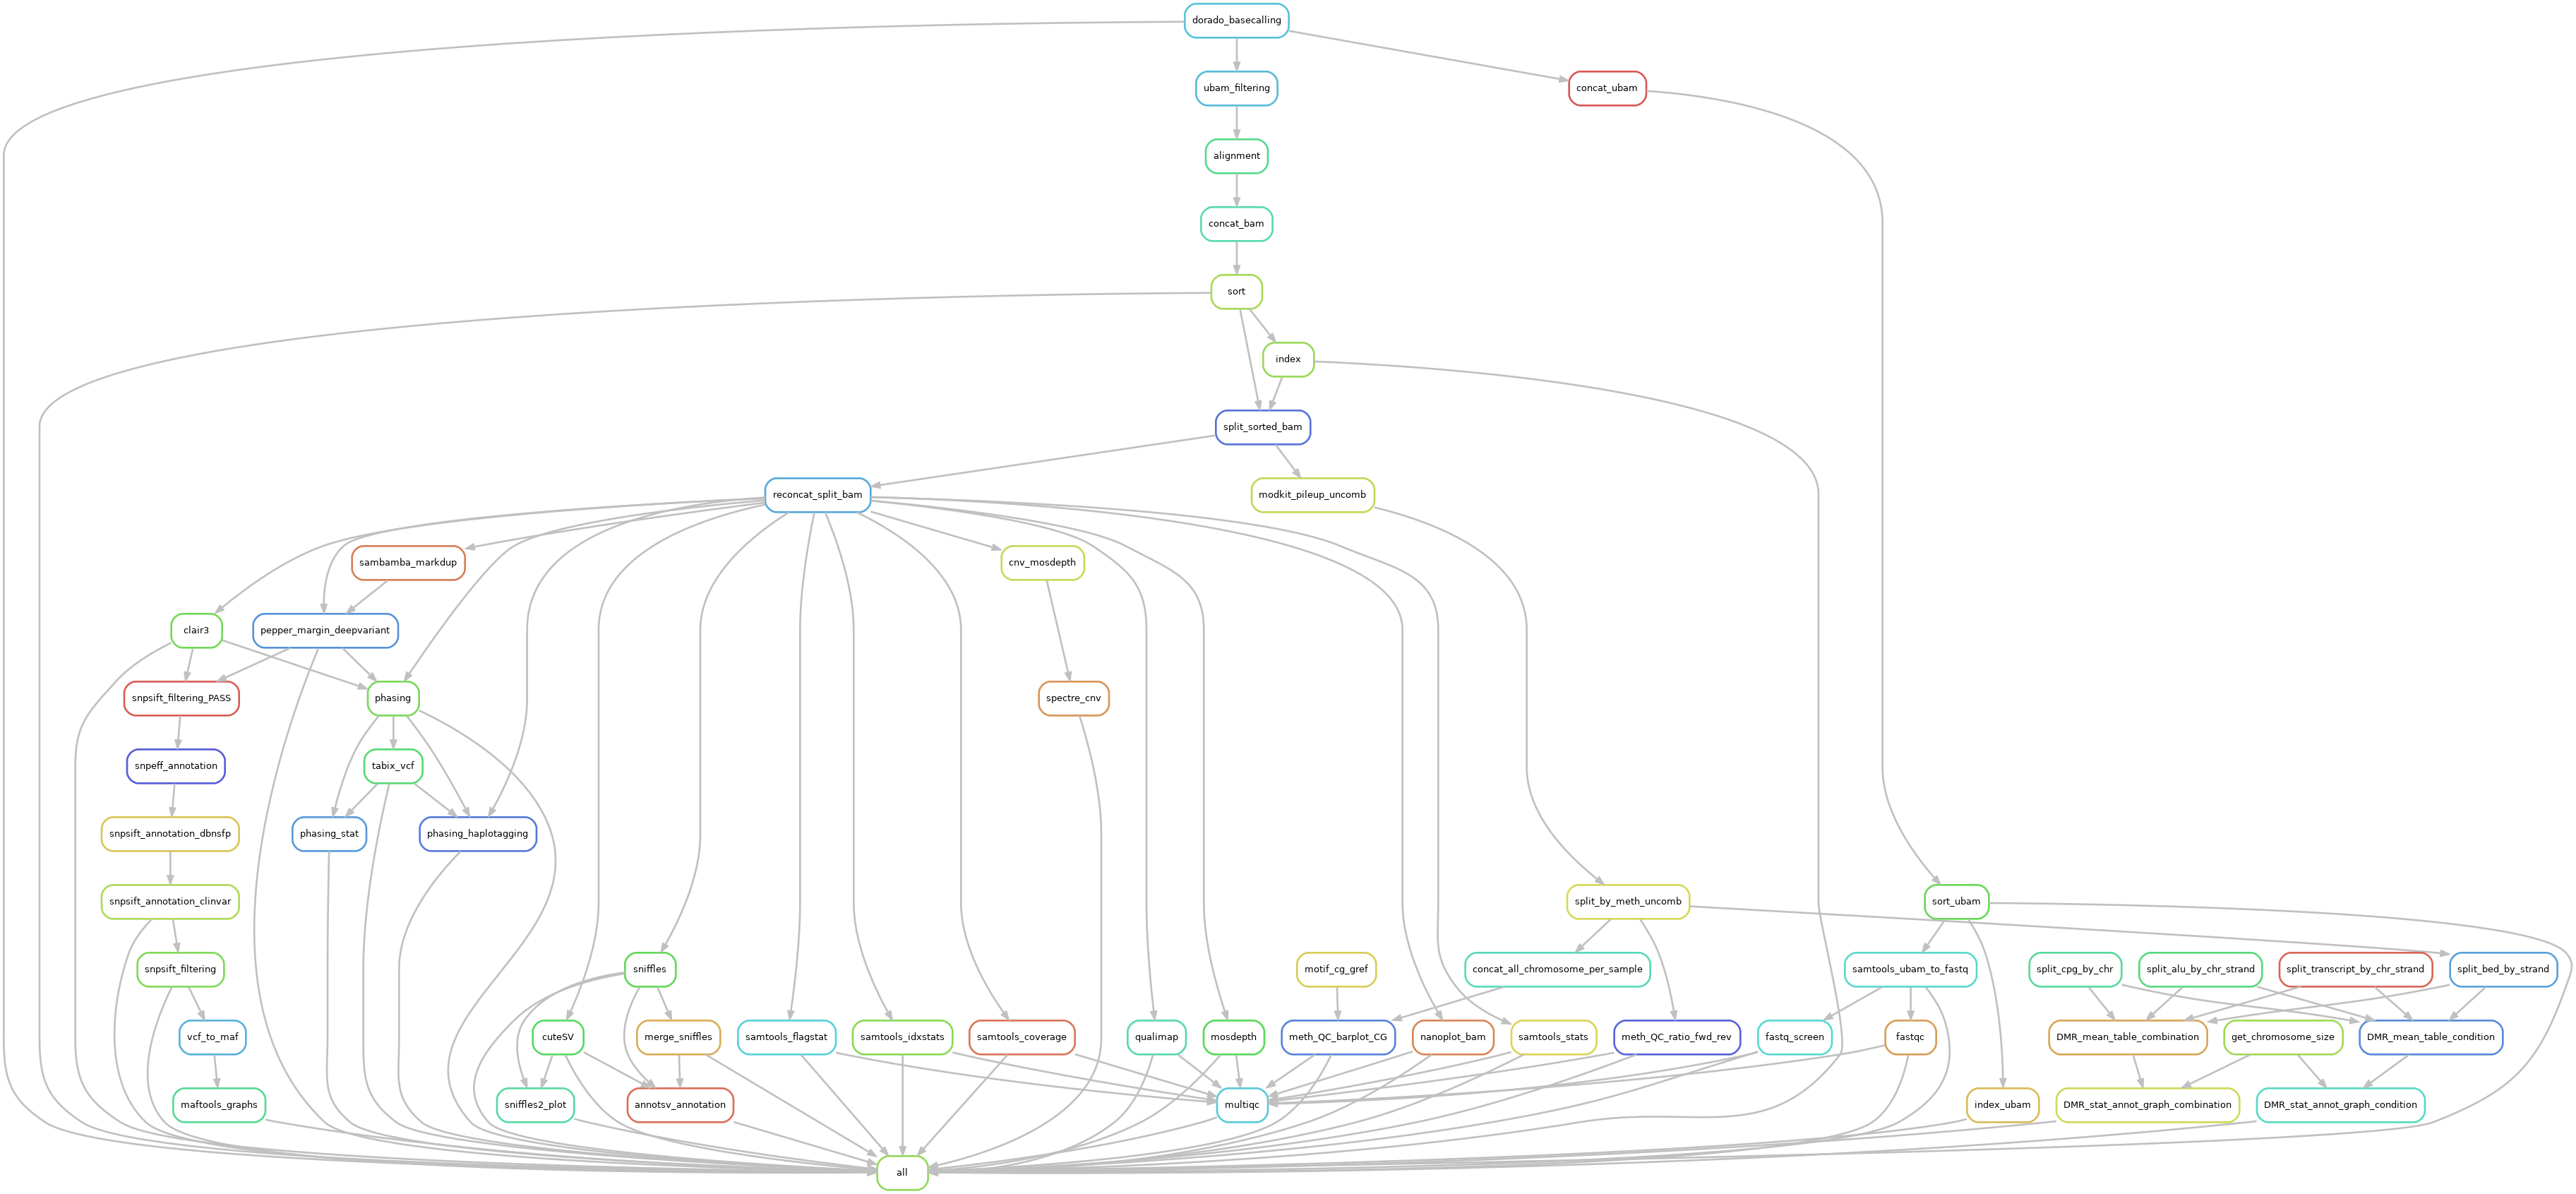 dorado_basecalling
ubam_filtering
concat_ubam
alignment
concat_bam
sort
index
split_sorted_bam
reconcat_split_bam
modkit_pileup_uncomb
sambamba_markdup
cnv_mosdepth
clair3
pepper_margin_deepvariant
snpsift_filtering_PASS
phasing
spectre_cnv
snpeff_annotation
tabix_vcf
snpsift_annotation_dbnsfp
phasing_stat
phasing_haplotagging
snpsift_annotation_clinvar
split_by_meth_uncomb
sort_ubam
snpsift_filtering
sniffles
motif_cg_gref
concat_all_chromosome_per_sample
samtools_ubam_to_fastq
split_cpg_by_chr
split_alu_by_chr_strand
split_transcript_by_chr_strand
split_bed_by_strand
vcf_to_maf
cuteSV
merge_sniffles
samtools_flagstat
samtools_idxstats
samtools_coverage
qualimap
mosdepth
meth_QC_barplot_CG
nanoplot_bam
samtools_stats
meth_QC_ratio_fwd_rev
fastq_screen
fastqc
DMR_mean_table_combination
get_chromosome_size
DMR_mean_table_condition
maftools_graphs
sniffles2_plot
annotsv_annotation
multiqc
index_ubam
DMR_stat_annot_graph_combination
DMR_stat_annot_graph_condition
all